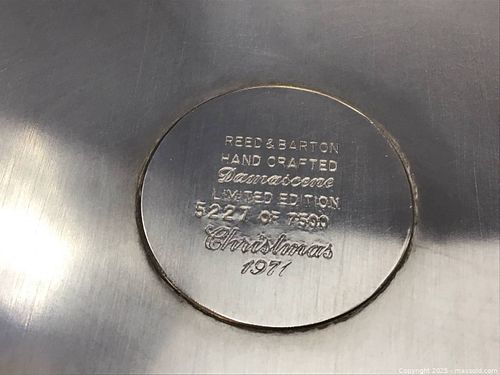 REED & BARTON
HAND CRAFTED
Damascene
LIMITED EDITION
5227 OF 7500
Christmas
1971
Copyright 2025 - maxsold.com